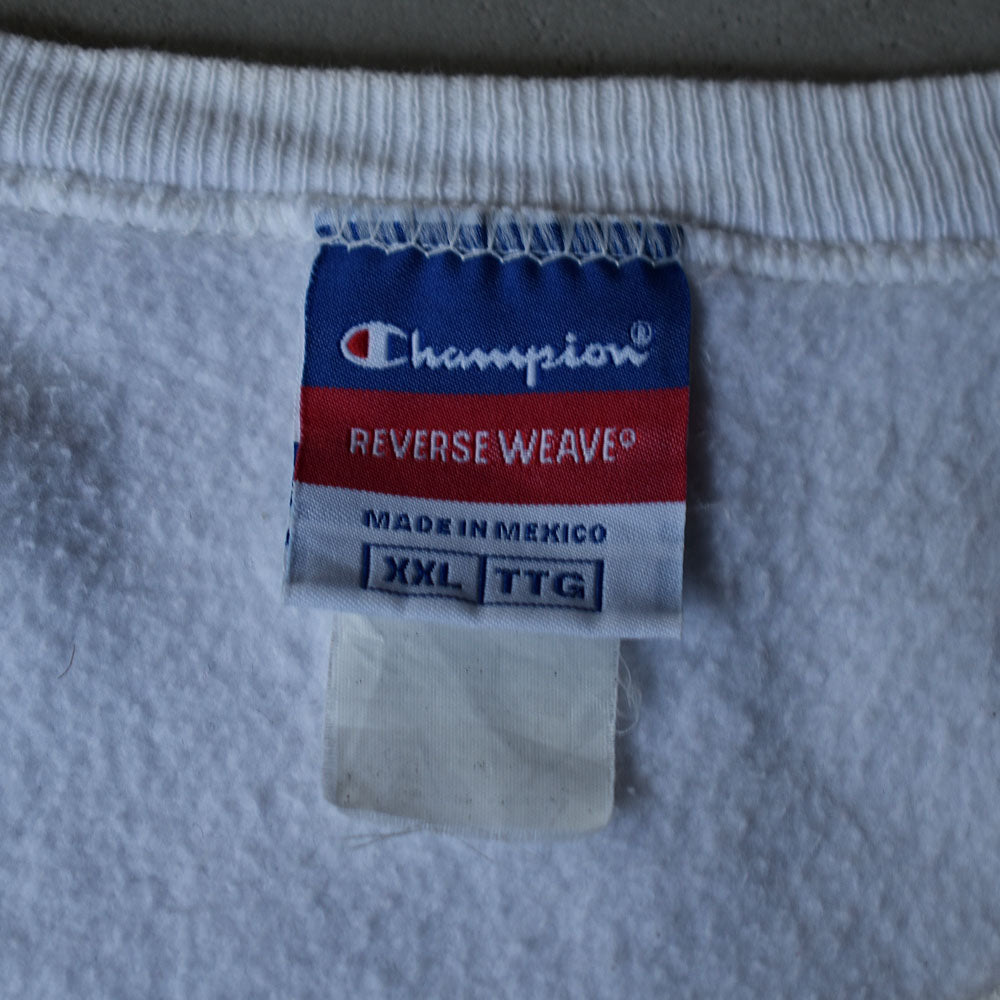 Champion®
REVERSE WEAVE®
MADE IN MEXICO
XXL TTG